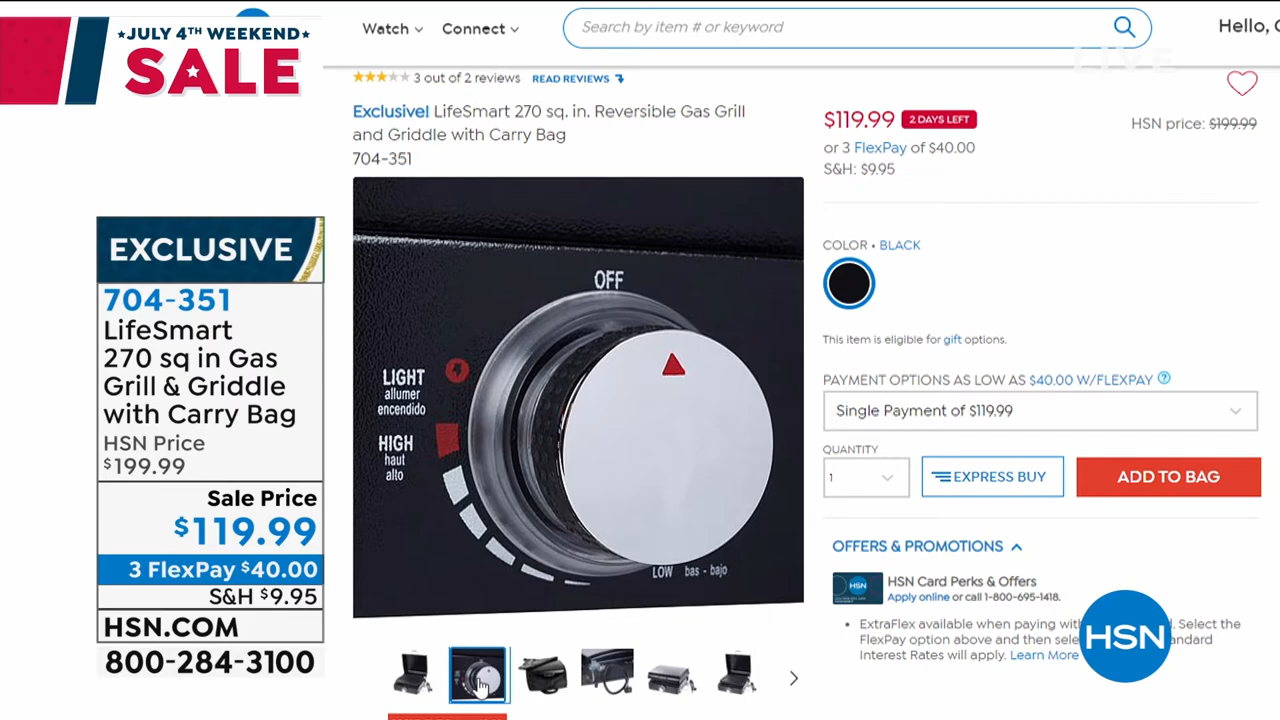 JULY 4TH WEEKEND
SALE
Watch
Connect
Search by item # or keyword
Hello,
LIVE
3 out of 2 reviews READ REVIEWS
Exclusive! LifeSmart 270 sq. in. Reversible Gas Grill
and Griddle with Carry Bag
704-351
$119.99 2 DAYS LEFT
HSN price: $199.99
or 3 FlexPay of $40.00
S&H: $9.95
COLOR • BLACK
This item is eligible for gift options.
PAYMENT OPTIONS AS LOW AS $40.00 W/FLEXPAY ?
Single Payment of $119.99
QUANTITY
1
EXPRESS BUY
ADD TO BAG
OFFERS & PROMOTIONS
HSN
HSN Card Perks & Offers
Apply online or call 1-800-695-1418.
• ExtraFlex available when paying Select the
FlexPay option above and then
Interest Rates will apply. Learn More
HSN
OFF
LIGHT
allumer
encendido
HIGH
haut
alto
LOW bas - bajo
EXCLUSIVE
704-351
LifeSmart
270 sq in Gas
Grill & Griddle
with Carry Bag
HSN Price
$199.99
Sale Price
$119.99
3 FlexPay $40.00
S&H $9.95
HSN.COM
800-284-3100